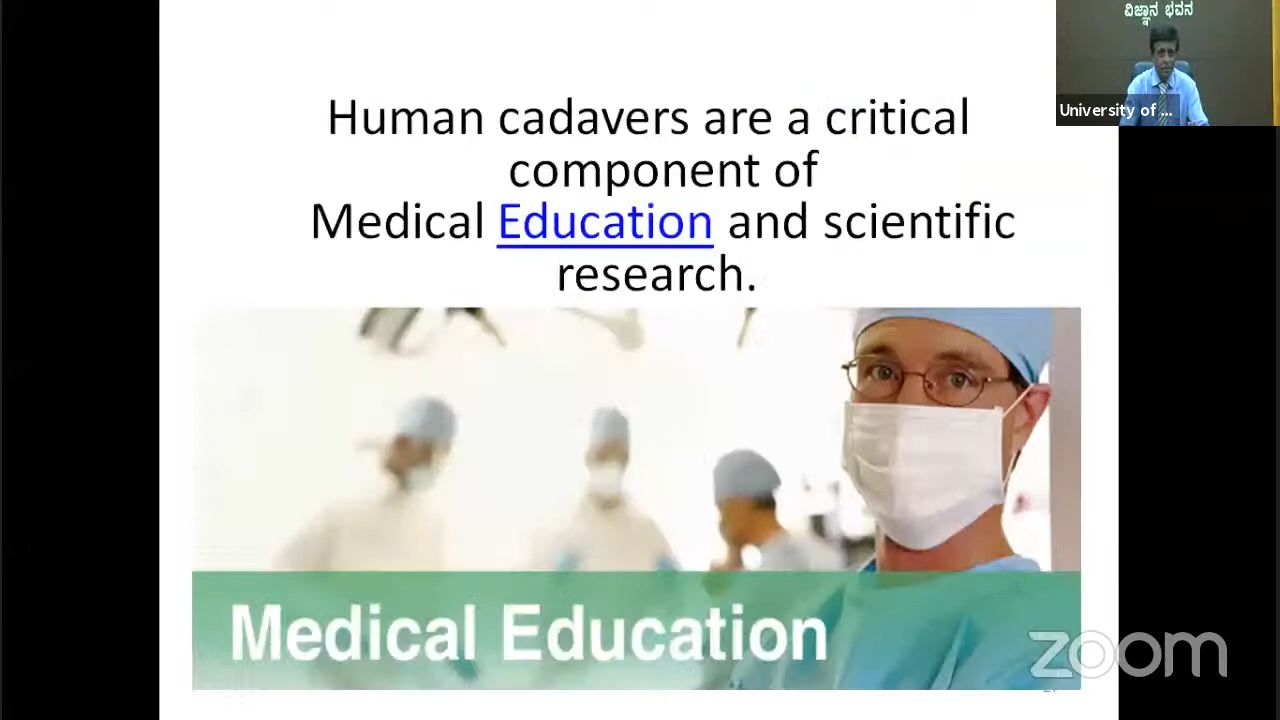 ವಿಜ್ಞಾನ ಭವನ
University of ...
Human cadavers are a critical
component of
Medical Education and scientific
research.
Medical Education
zoom